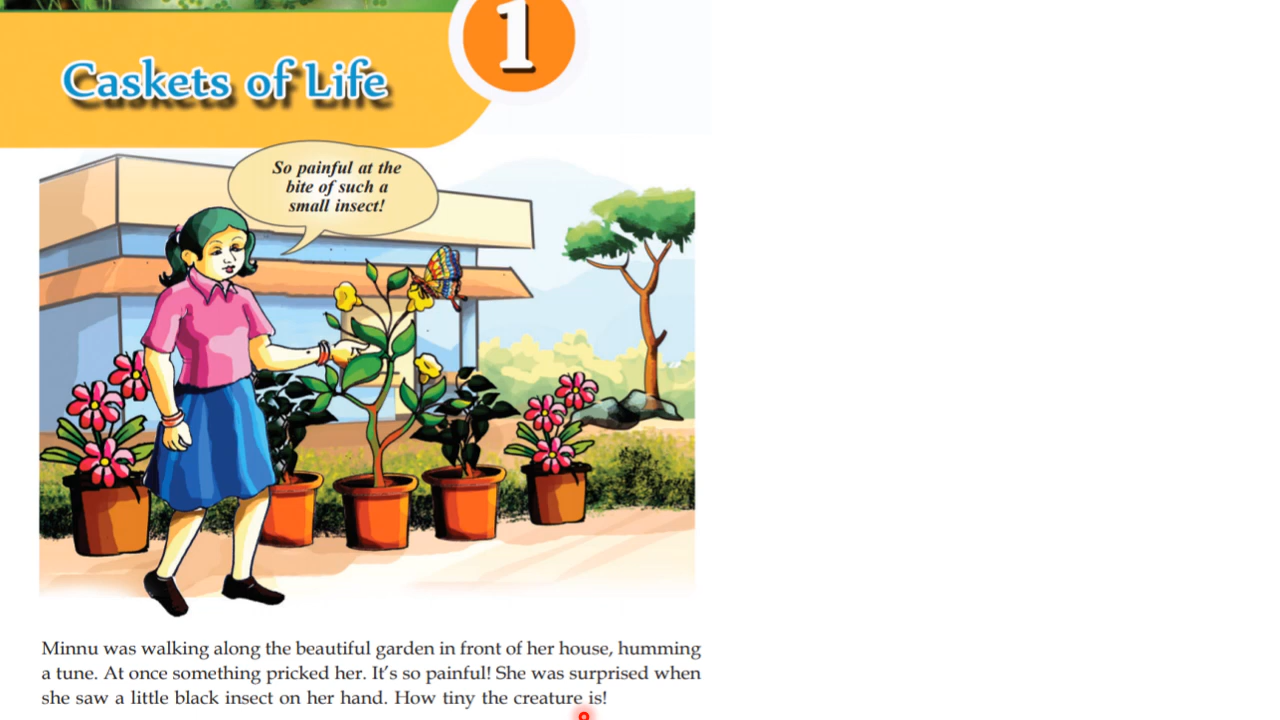 1
Caskets of Life
So painful at the
bite of such a
small insect!
Minnu was walking along the beautiful garden in front of her house, humming
a tune. At once something pricked her. It's so painful! She was surprised when
she saw a little black insect on her hand. How tiny the creature is!